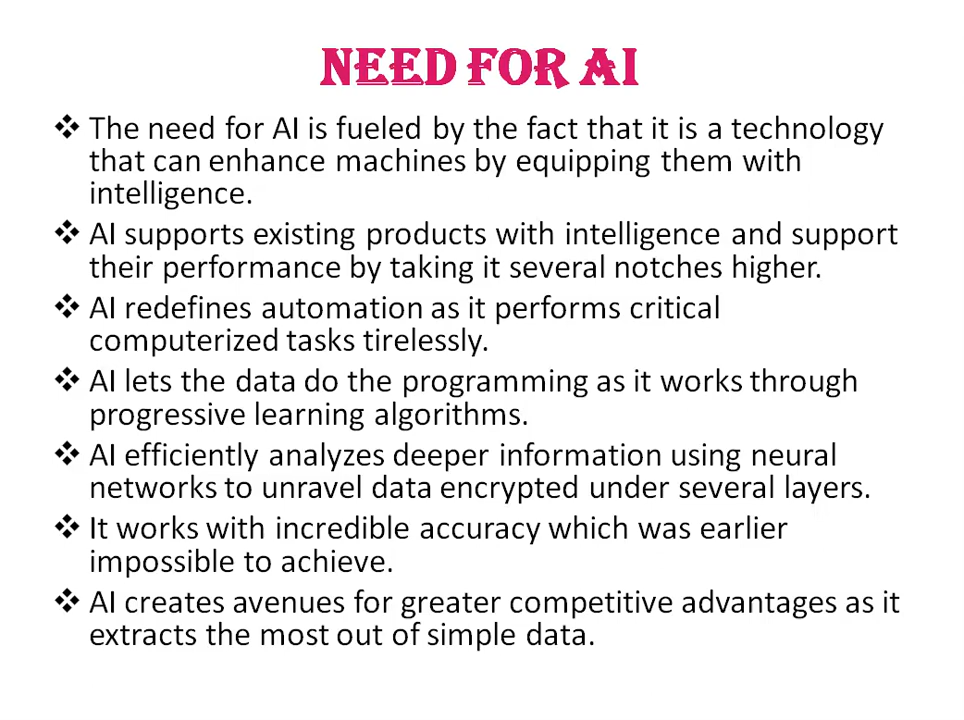 NEED FOR AI
❖ The need for AI is fueled by the fact that it is a technology
that can enhance machines by equipping them with
intelligence.
❖ AI supports existing products with intelligence and support
their performance by taking it several notches higher.
❖ AI redefines automation as it performs critical
computerized tasks tirelessly.
❖ AI lets the data do the programming as it works through
progressive learning algorithms.
❖ AI efficiently analyzes deeper information using neural
networks to unravel data encrypted under several layers.
❖ It works with incredible accuracy which was earlier
impossible to achieve.
❖ AI creates avenues for greater competitive advantages as it
extracts the most out of simple data.